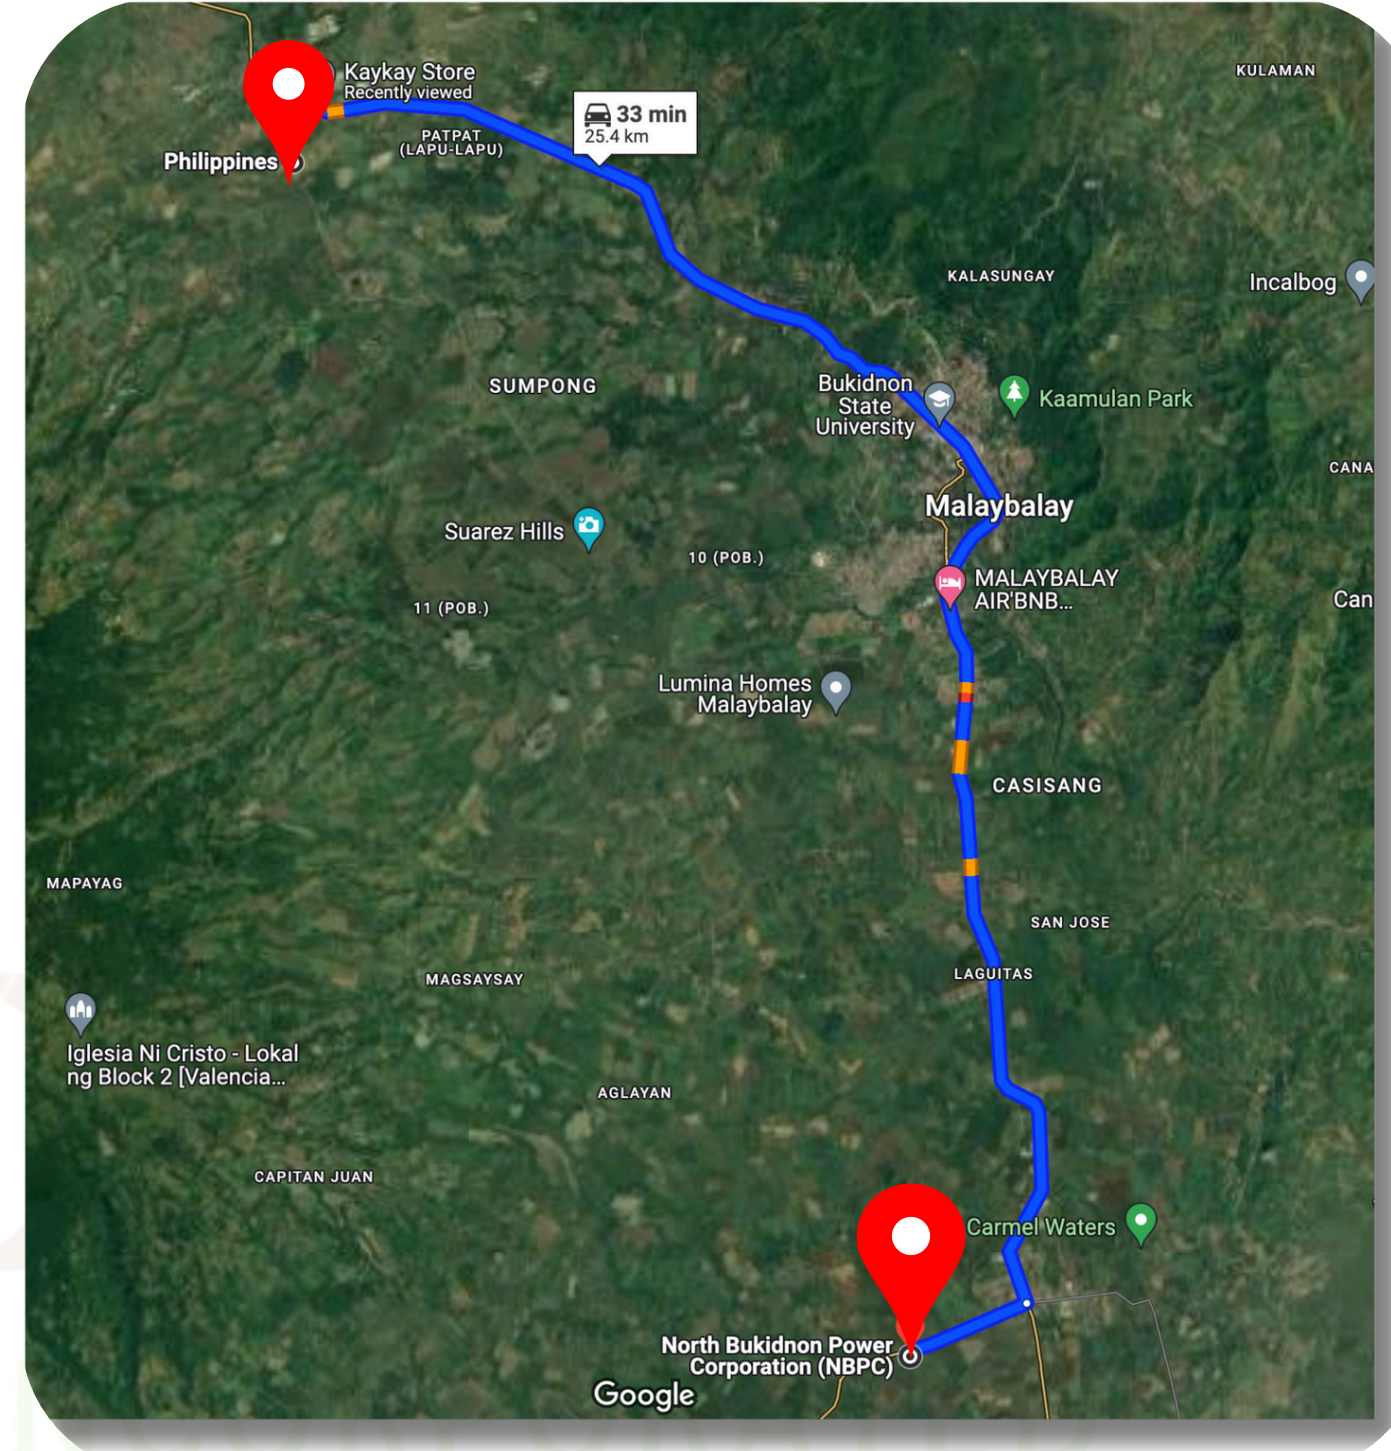 KULAMAN
Kaykay Store
Recently viewed
33 min
25.4 km
PATPAT
(LAPU-LAPU)
Philippines
KALASUNGAY
Incalbog
SUMPONG
Bukidnon
State
University
Kaamulan Park
CANA
Malaybalay
Suarez Hills
10 (POB.)
MALAYBALAY
AIR'BNB...
Can
11 (POB.)
Lumina Homes
Malaybalay
CASISANG
MAPAYAG
SAN JOSE
LAGUITAS
MAGSAYSAY
Iglesia Ni Cristo - Lokal
ng Block 2 [Valencia...
AGLAYAN
CAPITAN JUAN
Carmel Waters
North Bukidnon Power
Corporation (NBPC)
Google